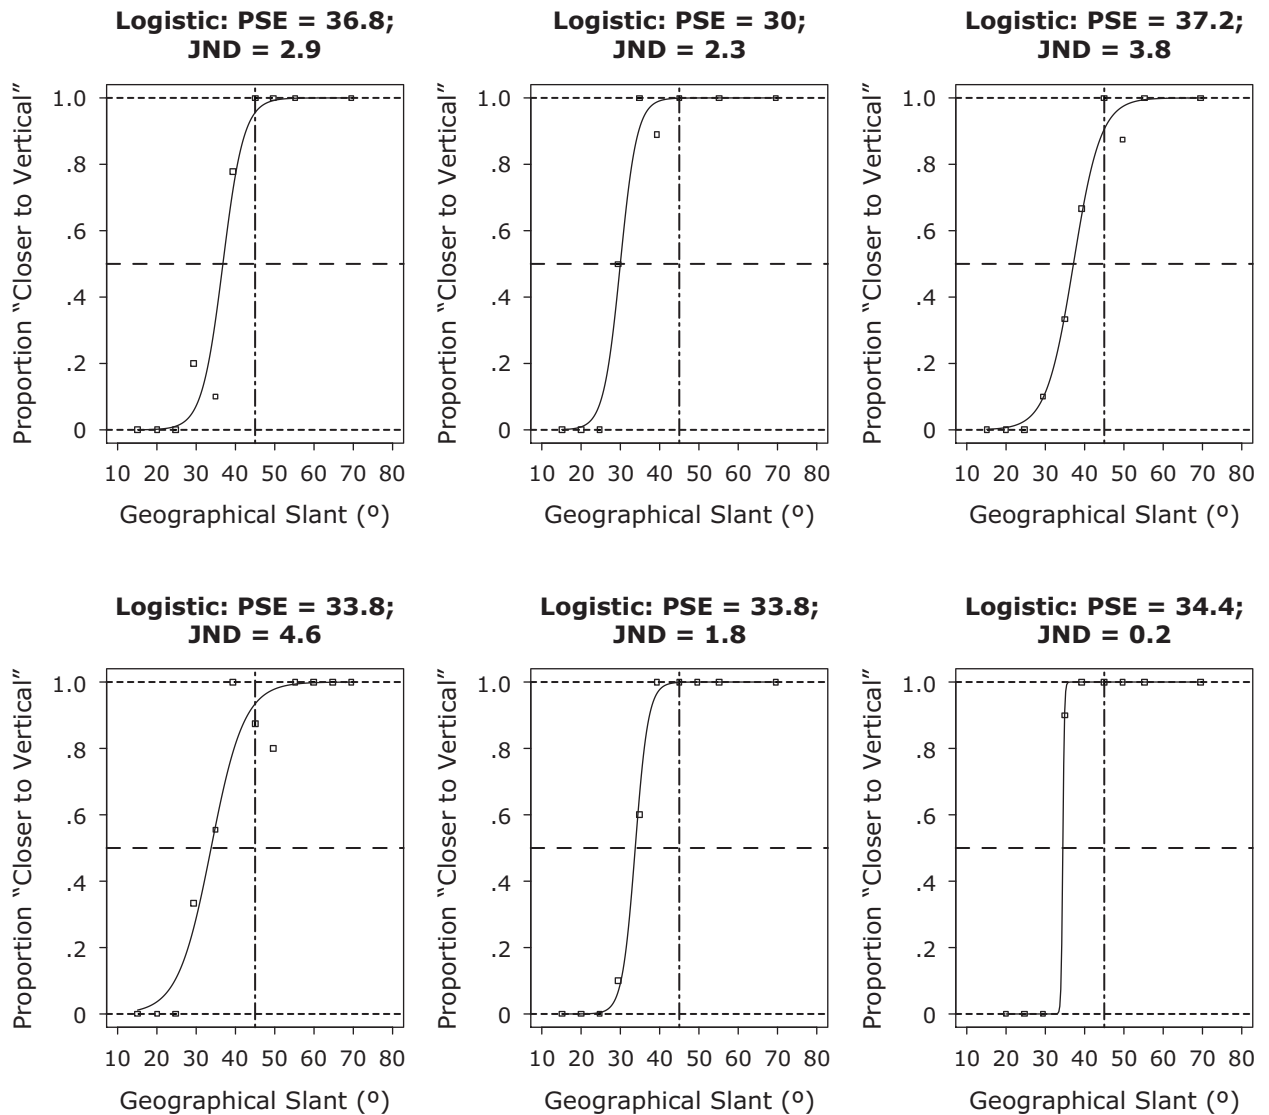 Logistic: PSE = 36.8;
JND = 2.9
Proportion “Closer to Vertical”
1.0
.8
.6
.4
.2
0
10 20 30 40 50 60 70 80
Geographical Slant (º)
Logistic: PSE = 30;
JND = 2.3
Proportion “Closer to Vertical”
1.0
.8
.6
.4
.2
0
10 20 30 40 50 60 70 80
Geographical Slant (º)
Logistic: PSE = 37.2;
JND = 3.8
Proportion “Closer to Vertical”
1.0
.8
.6
.4
.2
0
10 20 30 40 50 60 70 80
Geographical Slant (º)
Logistic: PSE = 33.8;
JND = 4.6
Proportion “Closer to Vertical”
1.0
.8
.6
.4
.2
0
10 20 30 40 50 60 70 80
Geographical Slant (º)
Logistic: PSE = 33.8;
JND = 1.8
Proportion “Closer to Vertical”
1.0
.8
.6
.4
.2
0
10 20 30 40 50 60 70 80
Geographical Slant (º)
Logistic: PSE = 34.4;
JND = 0.2
Proportion “Closer to Vertical”
1.0
.8
.6
.4
.2
0
10 20 30 40 50 60 70 80
Geographical Slant (º)